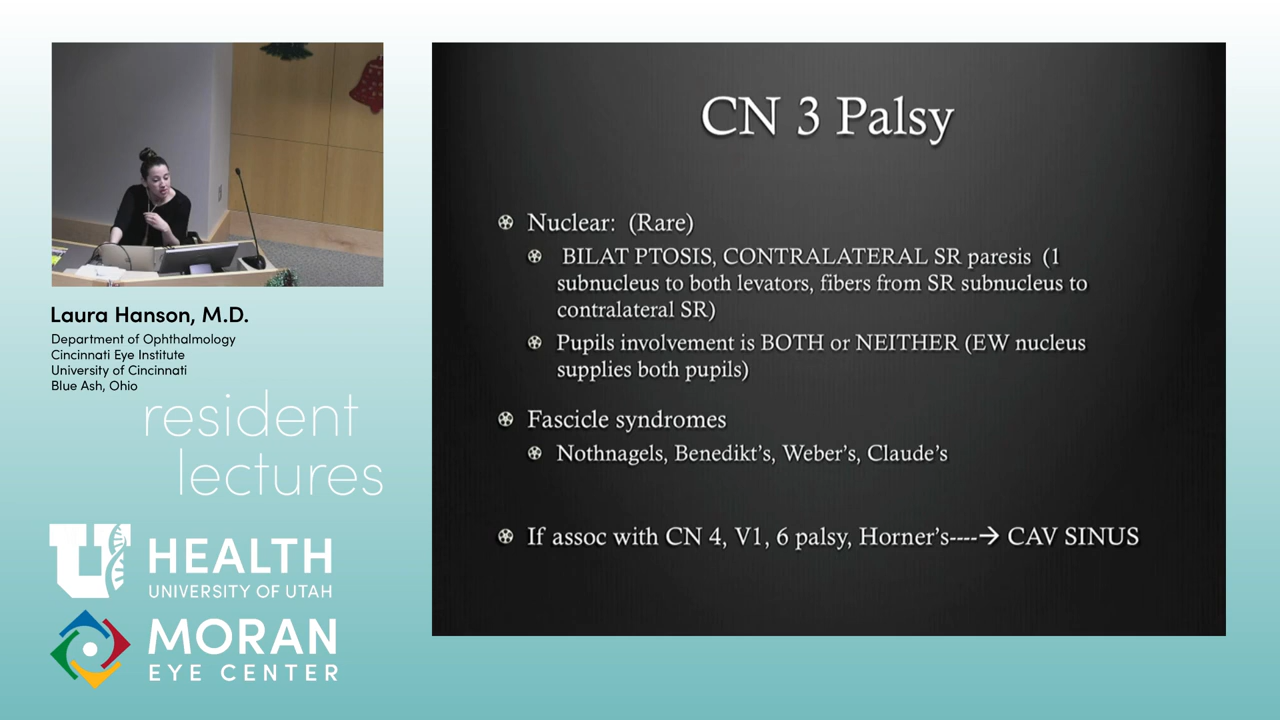 Laura Hanson, M.D.
Department of Ophthalmology
Cincinnati Eye Institute
University of Cincinnati
Blue Ash, Ohio
resident
lectures
U HEALTH
UNIVERSITY OF UTAH
MORAN
EYE CENTER
CN 3 Palsy
Nuclear: (Rare)
BILAT PTOSIS, CONTRALATERAL SR paresis (1
subnucleus to both levators, fibers from SR subnucleus to
contralateral SR)
Pupils involvement is BOTH or NEITHER (EW nucleus
supplies both pupils)
Fascicle syndromes
Nothnagels, Benedikt's, Weber's, Claude's
If assoc with CN 4, V1, 6 palsy, Horner's----→ CAV SINUS